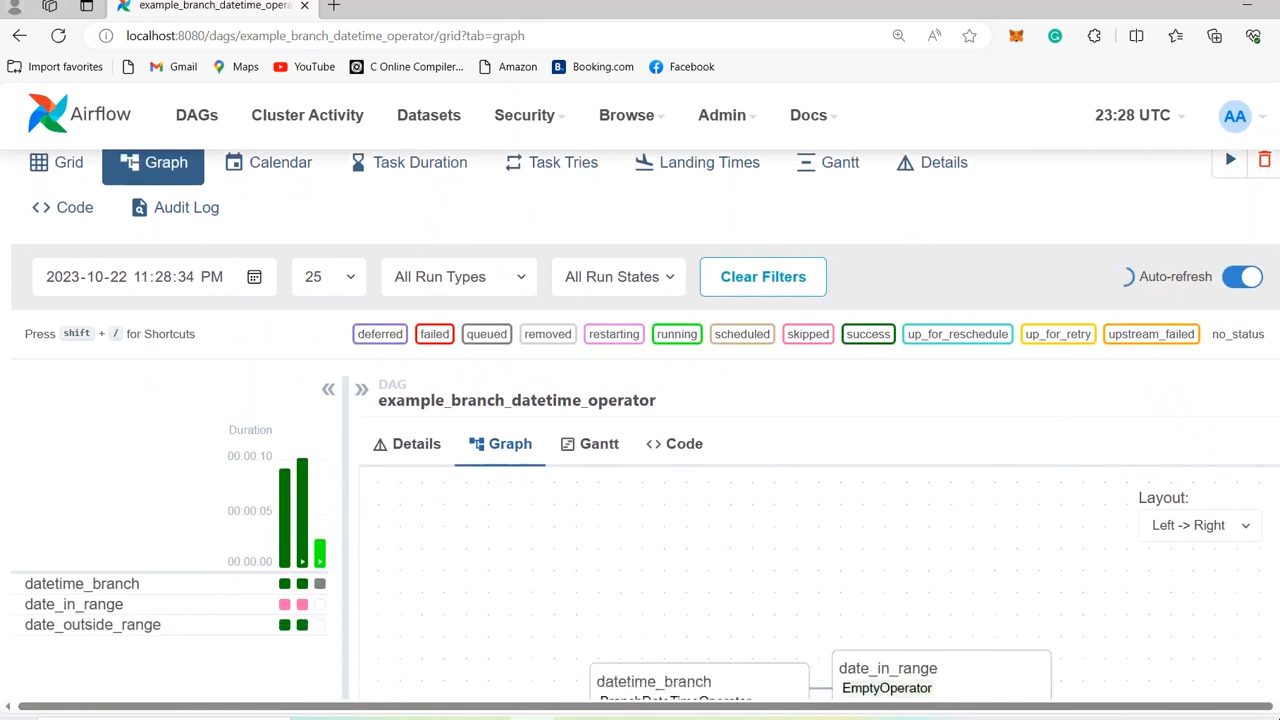 example_branch_datetime_opera
localhost:8080/dags/example_branch_datetime_operator/grid?tab=graph
Import favorites
Gmail
Maps
YouTube
C Online Compiler...
Amazon
Booking.com
Facebook
Airflow
DAGs
Cluster Activity
Datasets
Security
Browse
Admin
Docs
23:28 UTC
AA
Grid
Graph
Calendar
Task Duration
Task Tries
Landing Times
Gantt
Details
Code
Audit Log
2023-10-22 11:28:34 PM
25
All Run Types
All Run States
Clear Filters
Auto-refresh
Press shift + / for Shortcuts
deferred
failed
queued
removed
restarting
running
scheduled
skipped
success
up_for_reschedule
up_for_retry
upstream_failed
no_status
DAG
example_branch_datetime_operator
Details
Graph
Gantt
Code
Duration
00:00:10
00:00:05
00:00:00
datetime_branch
date_in_range
date_outside_range
Layout:
Left -> Right
datetime_branch
BranchDateTimeOperator
date_in_range
EmptyOperator